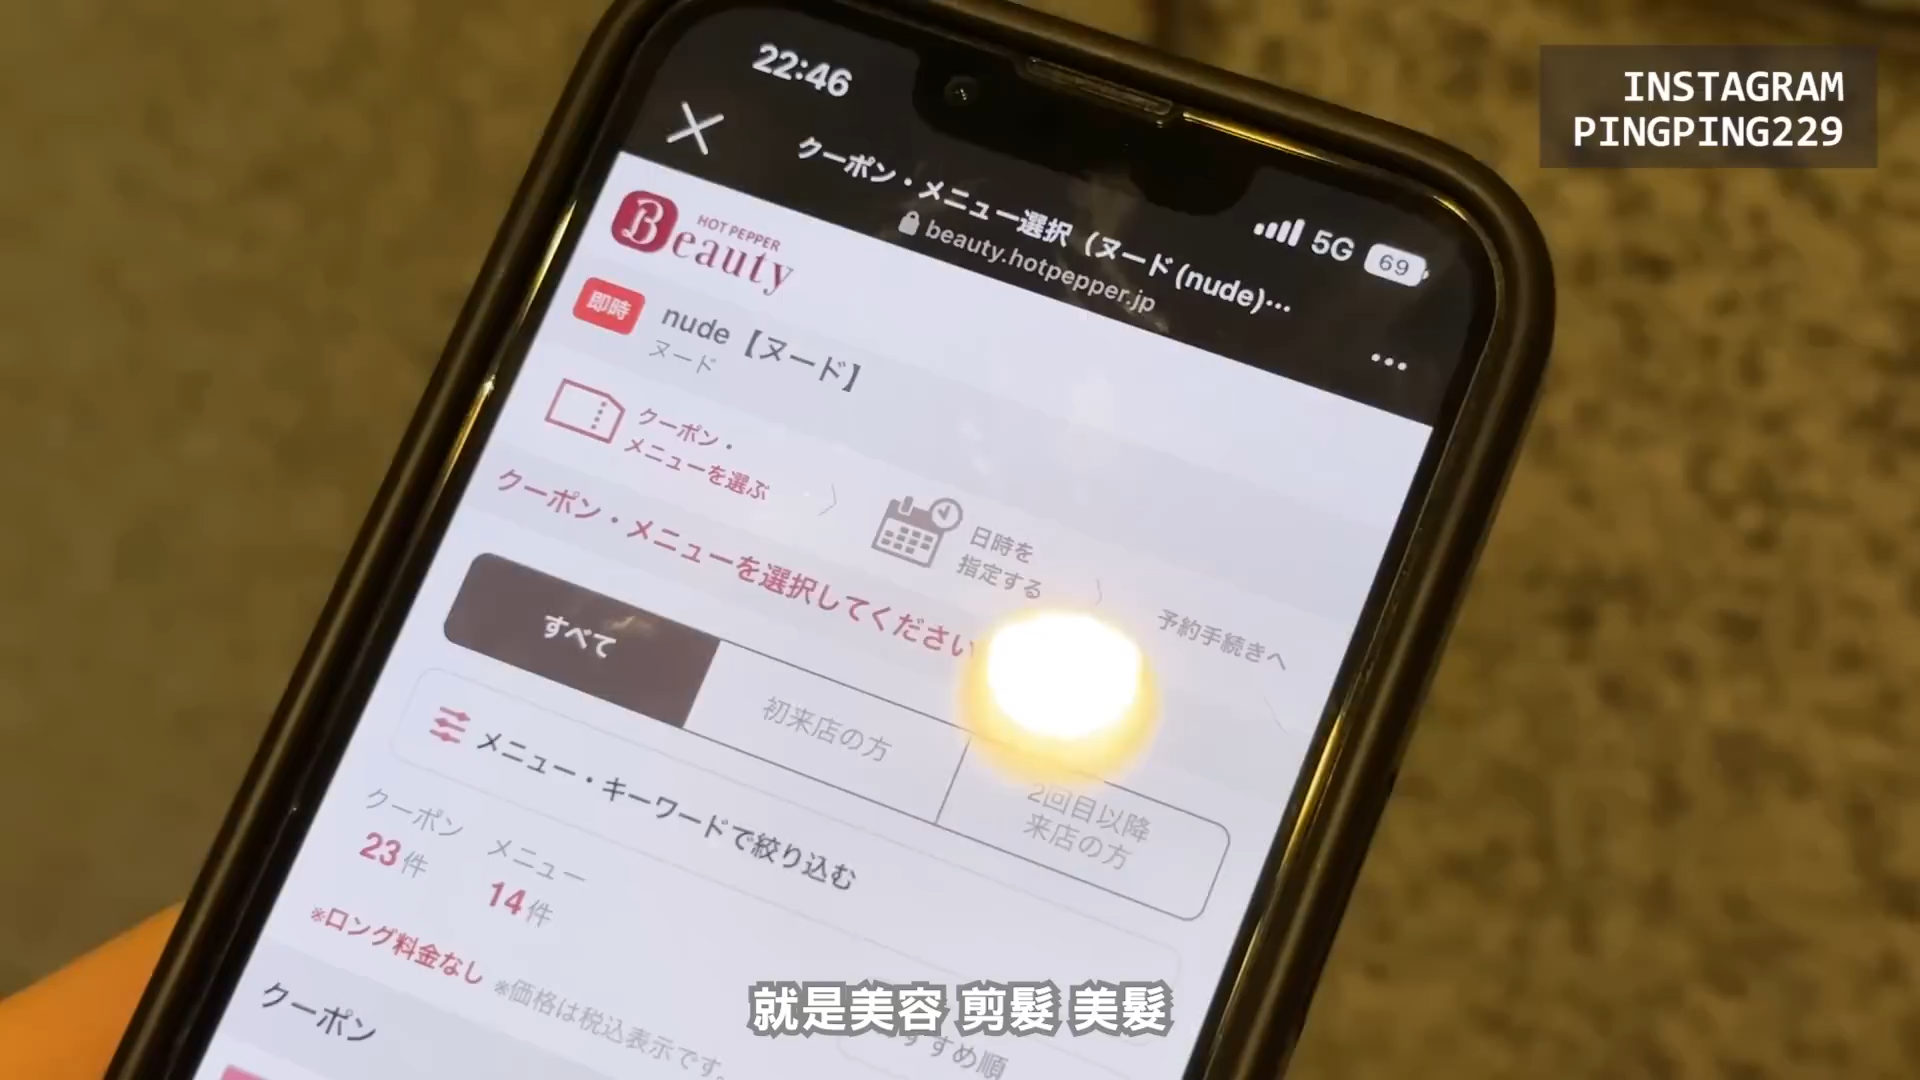 INSTAGRAM
PINGPING229
22:46
5G 69
クーポン・メニュー選択（ヌード(nude)…
beauty.hotpepper.jp
HOT PEPPER
Beauty
即時
nude【ヌード】
ヌード
クーポン・
メニューを選ぶ
日時を
指定する
予約手続きへ
クーポン・メニューを選択してください
すべて
初来店の方
2回目以降
来店の方
メニュー・キーワードで絞り込む
クーポン
23件
メニュー
14件
※ロング料金なし
※価格は税込表示です。
クーポン
すすめ順
就是美容 剪髮 美髮